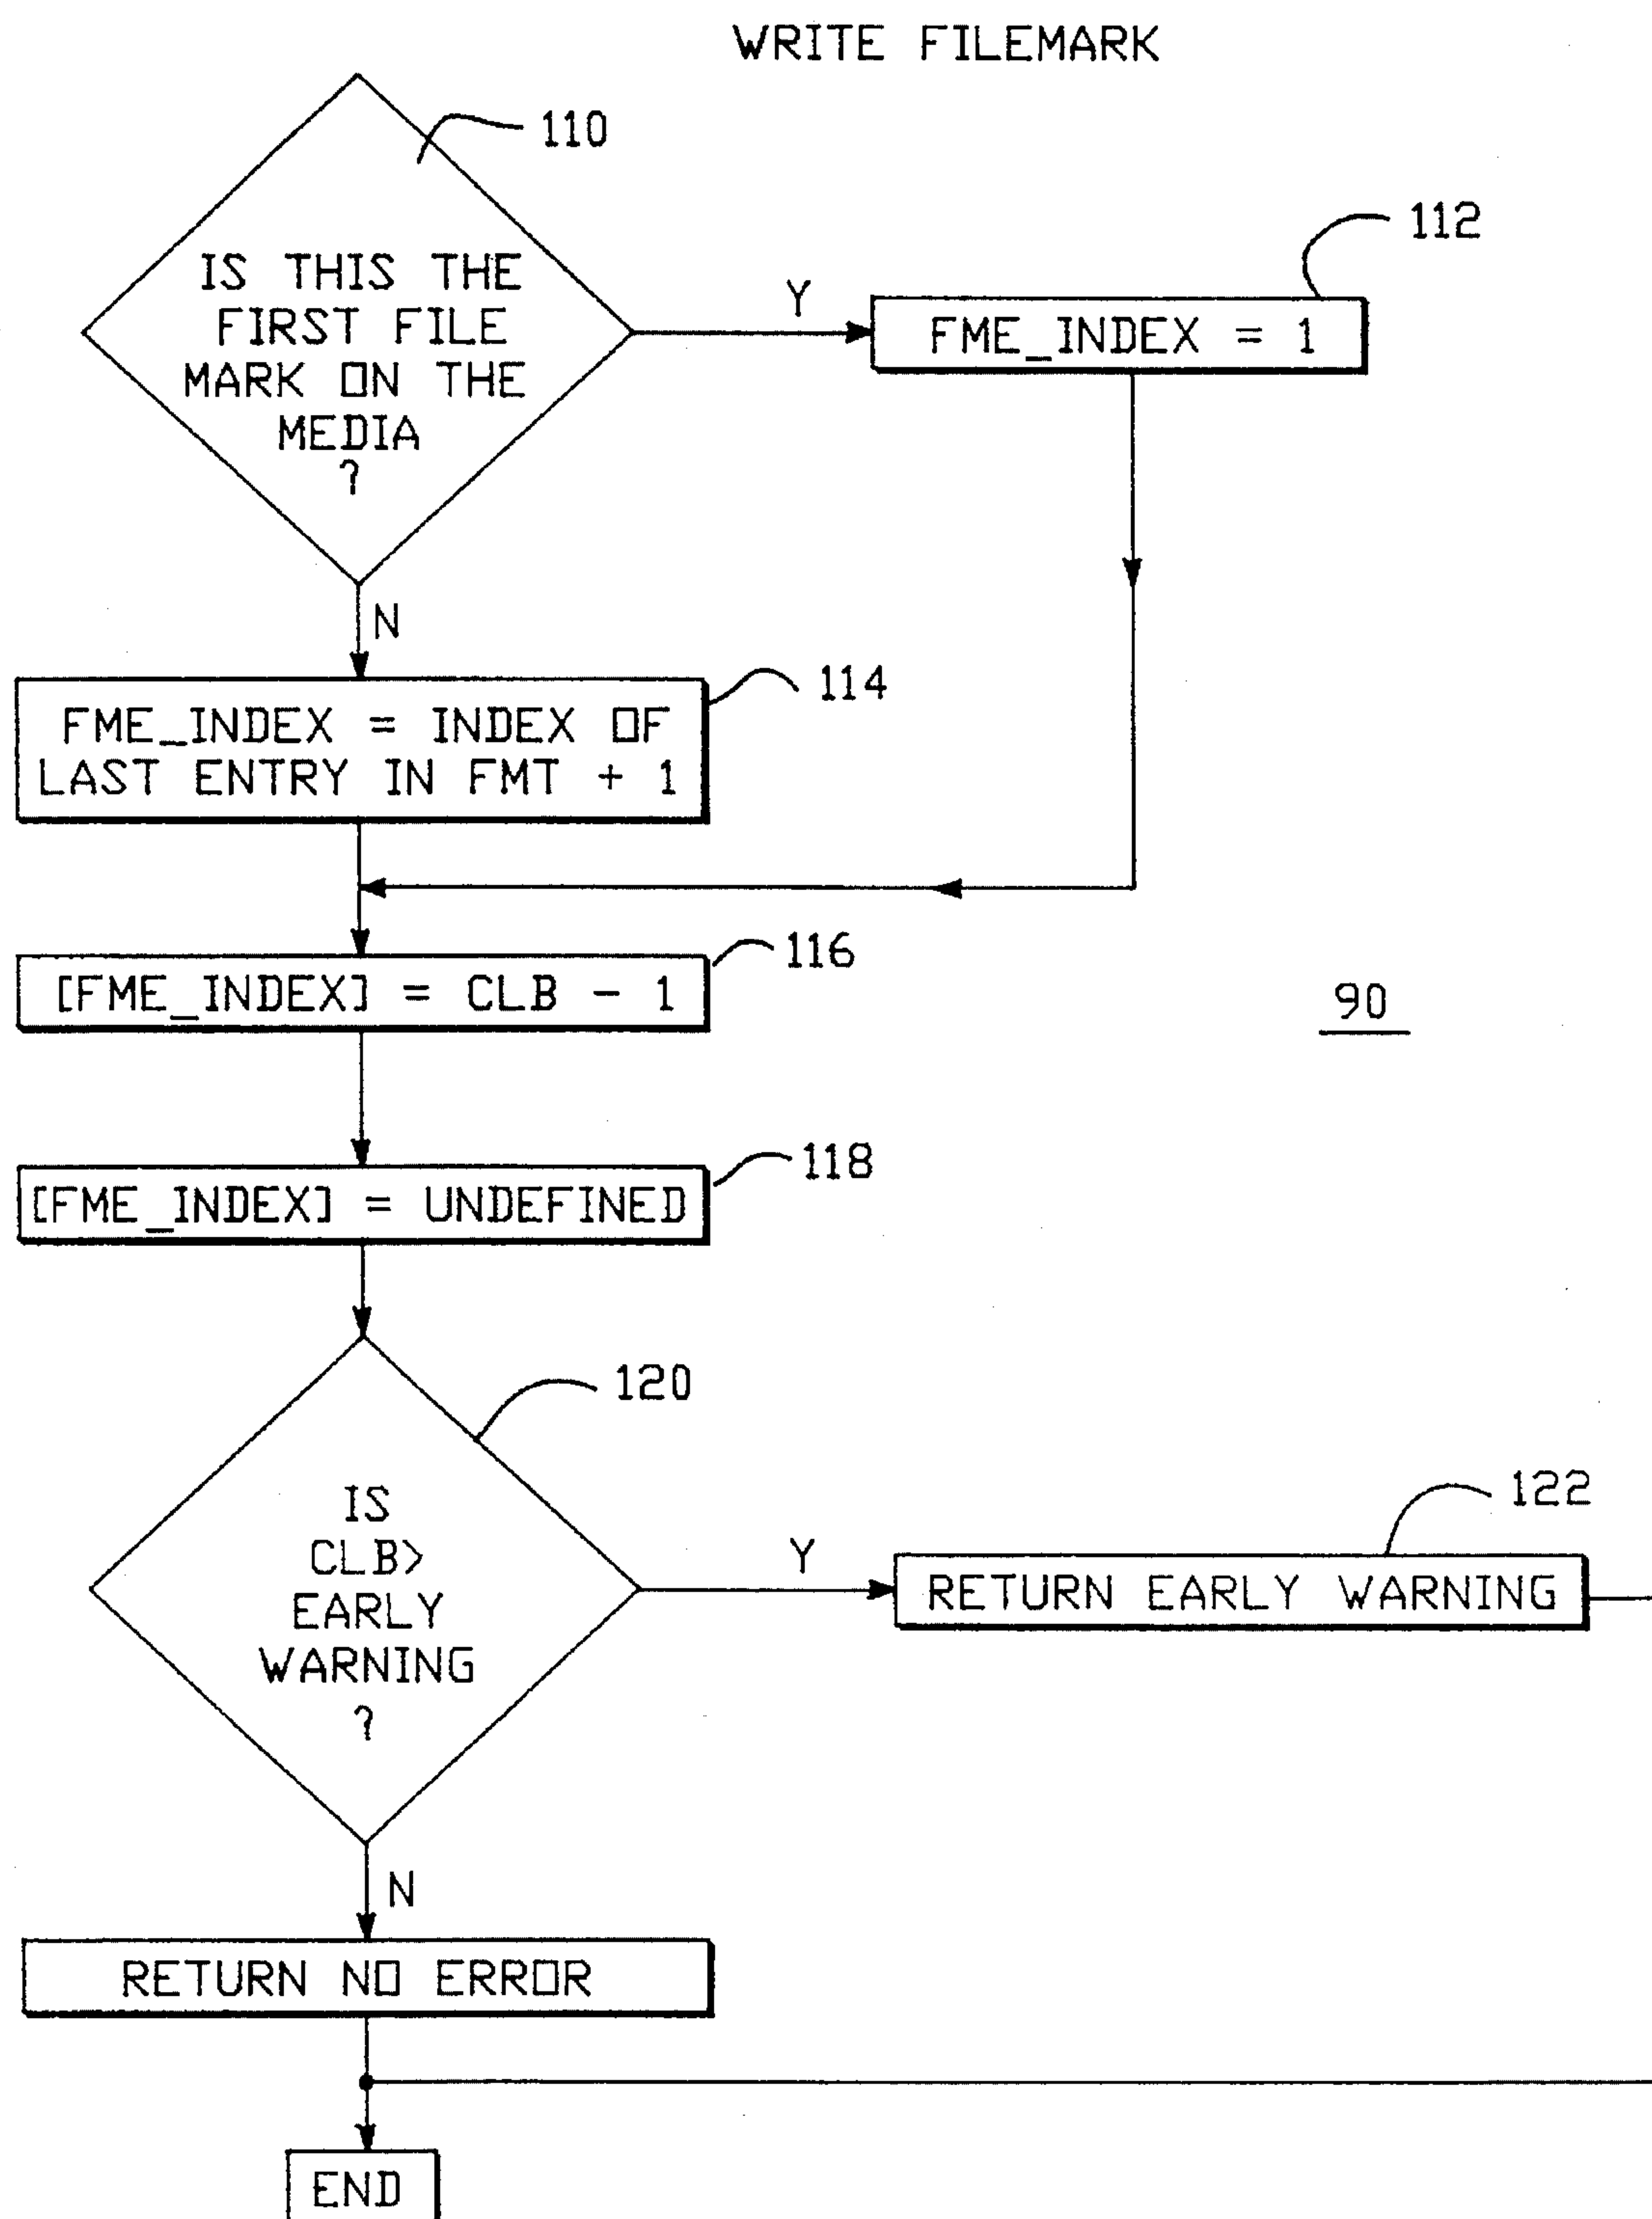 WRITE FILEMARK
110
IS THIS THE
FIRST FILE
MARK ON THE
MEDIA
?
Y
112
FME_INDEX = 1
N
114
FME_INDEX = INDEX OF
LAST ENTRY IN FMT + 1
116
[FME_INDEX] = CLB - 1
90
118
[FME_INDEX] = UNDEFINED
120
IS
CLB>
EARLY
WARNING
?
Y
122
RETURN EARLY WARNING
N
RETURN NO ERROR
END